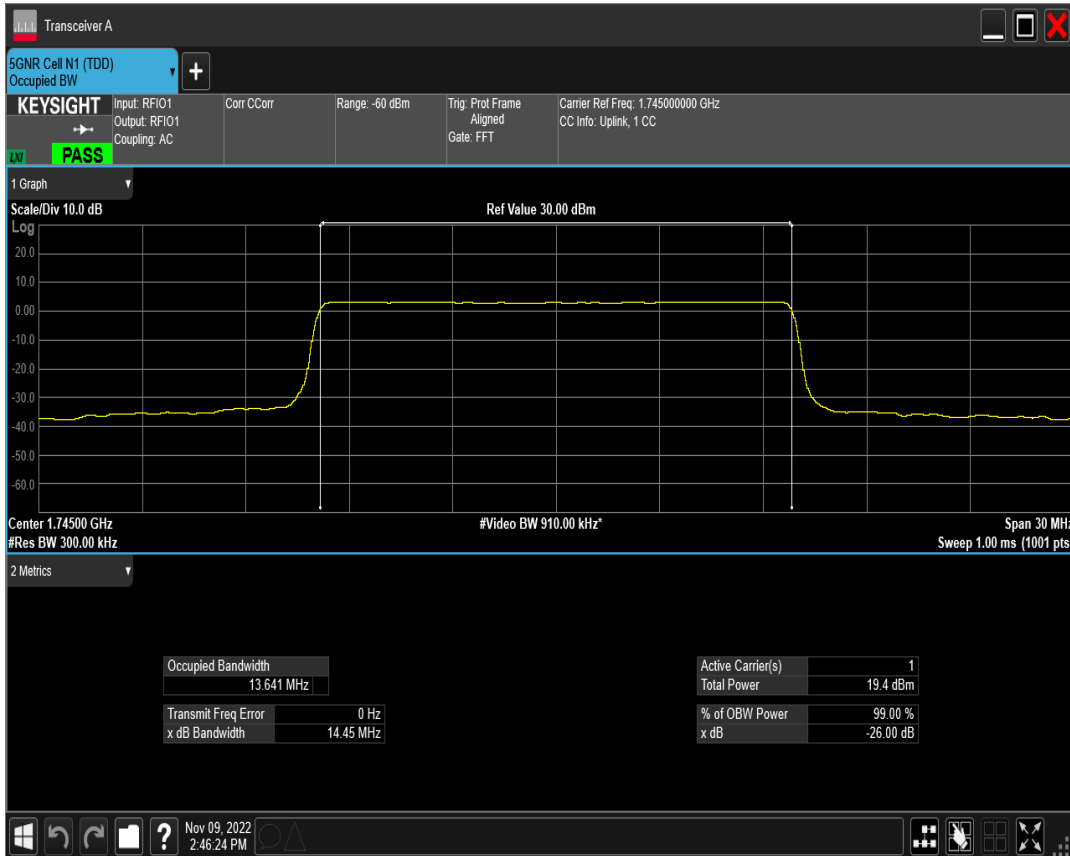 Transceiver A
5GNR Cell N1 (TDD)
Occupied BW
+
KEYSIGHT
LXI
PASS
Input: RFIO1
Output: RFIO1
Coupling: AC
Corr CCorr
Range: -60 dBm
Trig: Prot Frame
Aligned
Gate: FFT
Carrier Ref Freq: 1.745000000 GHz
CC Info: Uplink, 1 CC
1 Graph
Scale/Div 10.0 dB
Ref Value 30.00 dBm
Log
20.0
10.0
0.00
-10.0
-20.0
-30.0
-40.0
-50.0
-60.0
Center 1.74500 GHz
#Video BW 910.00 kHz*
Span 30 MHz
#Res BW 300.00 kHz
Sweep 1.00 ms (1001 pts
2 Metrics
Occupied Bandwidth
13.641 MHz
Transmit Freq Error 0 Hz
x dB Bandwidth 14.45 MHz
Active Carrier(s) 1
Total Power 19.4 dBm
% of OBW Power 99.00 %
x dB -26.00 dB
?
Nov 09, 2022
2:46:24 PM